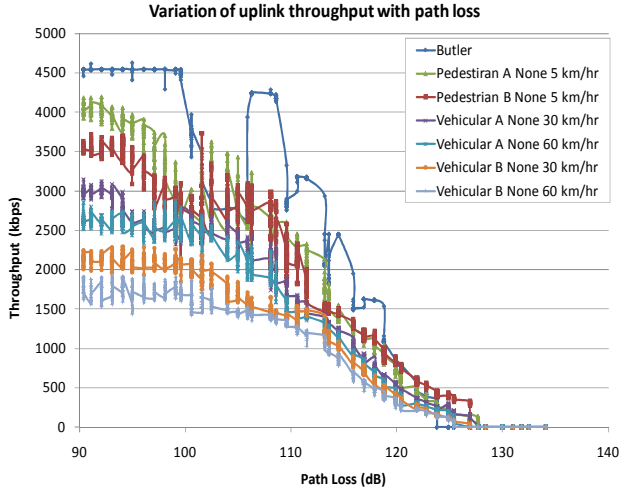 Variation of uplink throughput with path loss
Throughput (kbps)
5000
4500
4000
3500
3000
2500
2000
1500
1000
500
0
90
100
110
120
130
140
Path Loss (dB)
Butler
Pedestiran A None 5 km/hr
Pedestrian B None 5 km/hr
Vehicular A None 30 km/hr
Vehicular A None 60 km/hr
Vehicular B None 30 km/hr
Vehicular B None 60 km/hr